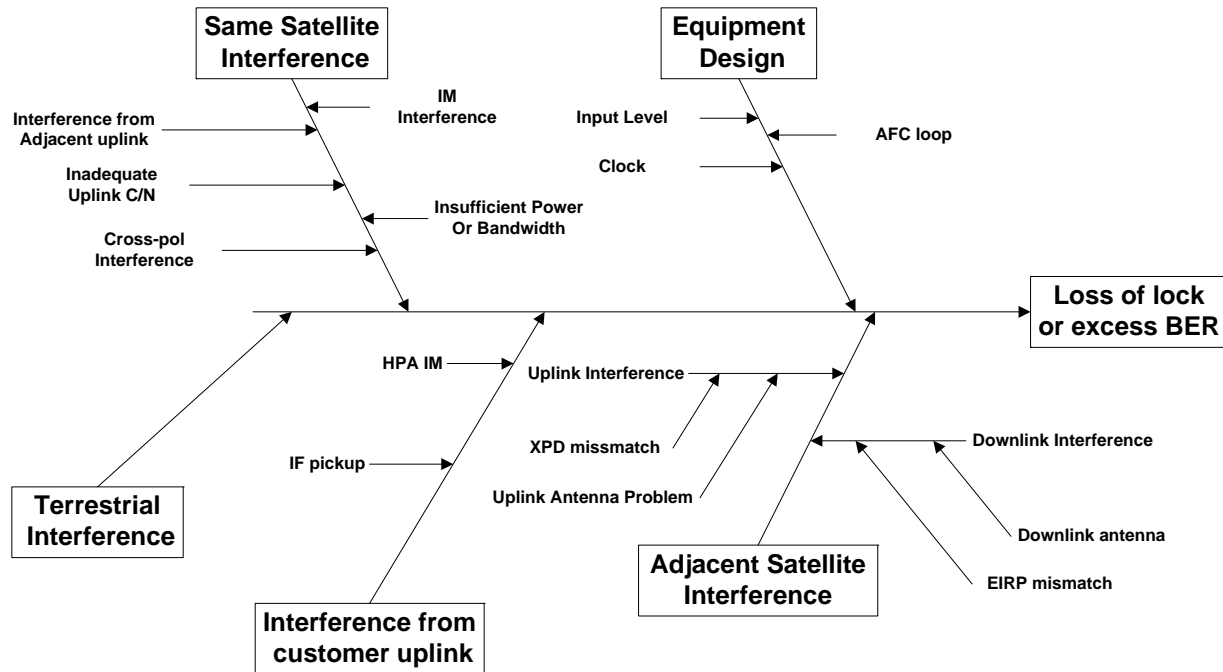 Same Satellite
Interference
Equipment
Design
IM
Interference
Interference from
Adjacent uplink
Input Level
AFC loop
Clock
Inadequate
Uplink C/N
Insufficient Power
Or Bandwidth
Cross-pol
Interference
Loss of lock
or excess BER
HPA IM
Uplink Interference
XPD missmatch
Downlink Interference
IF pickup
Uplink Antenna Problem
Terrestrial
Interference
Downlink antenna
Adjacent Satellite
Interference
EIRP mismatch
Interference from
customer uplink